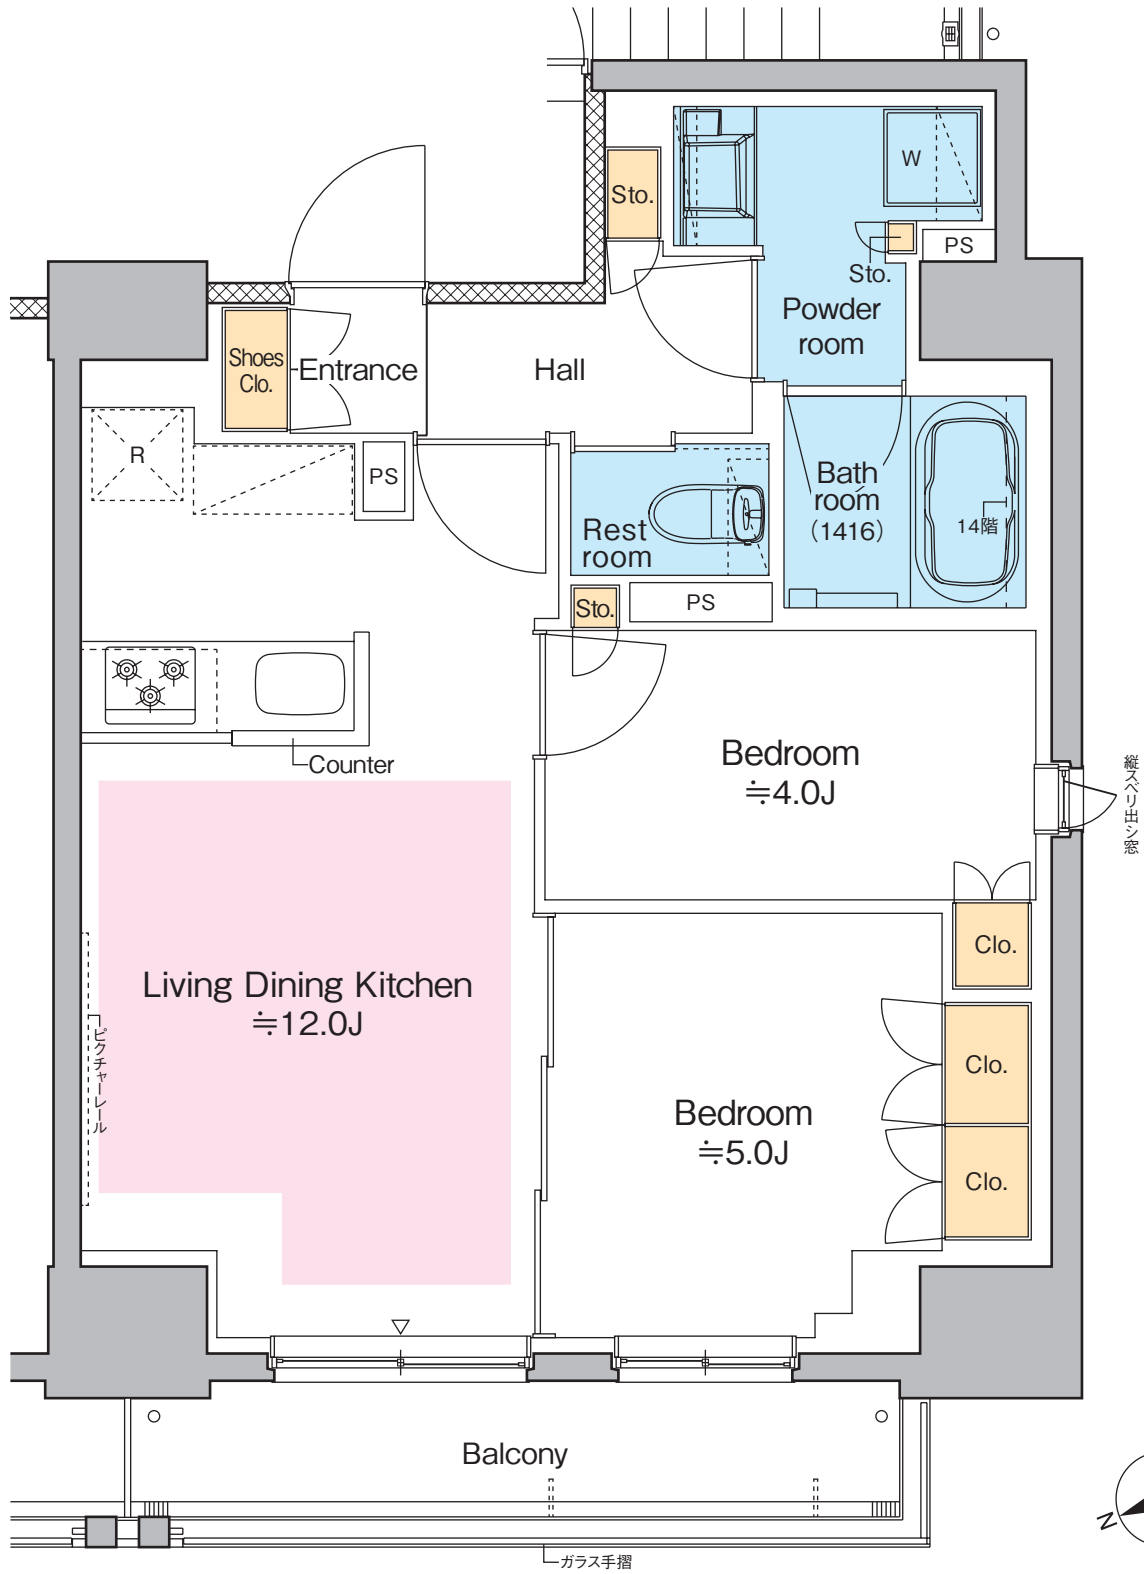 W
Sto.
PS
Sto.
Powder
room
Shoes
Clo.
Entrance
Hall
R
PS
Bath
room
(1416)
14階
Rest
room
Sto.
PS
Counter
Bedroom
≒4.0J
縦スベリ出シ窓
Clo.
Living Dining Kitchen
≒12.0J
ピクチャーレール
Clo.
Bedroom
≒5.0J
Clo.
Balcony
N
ガラス手摺